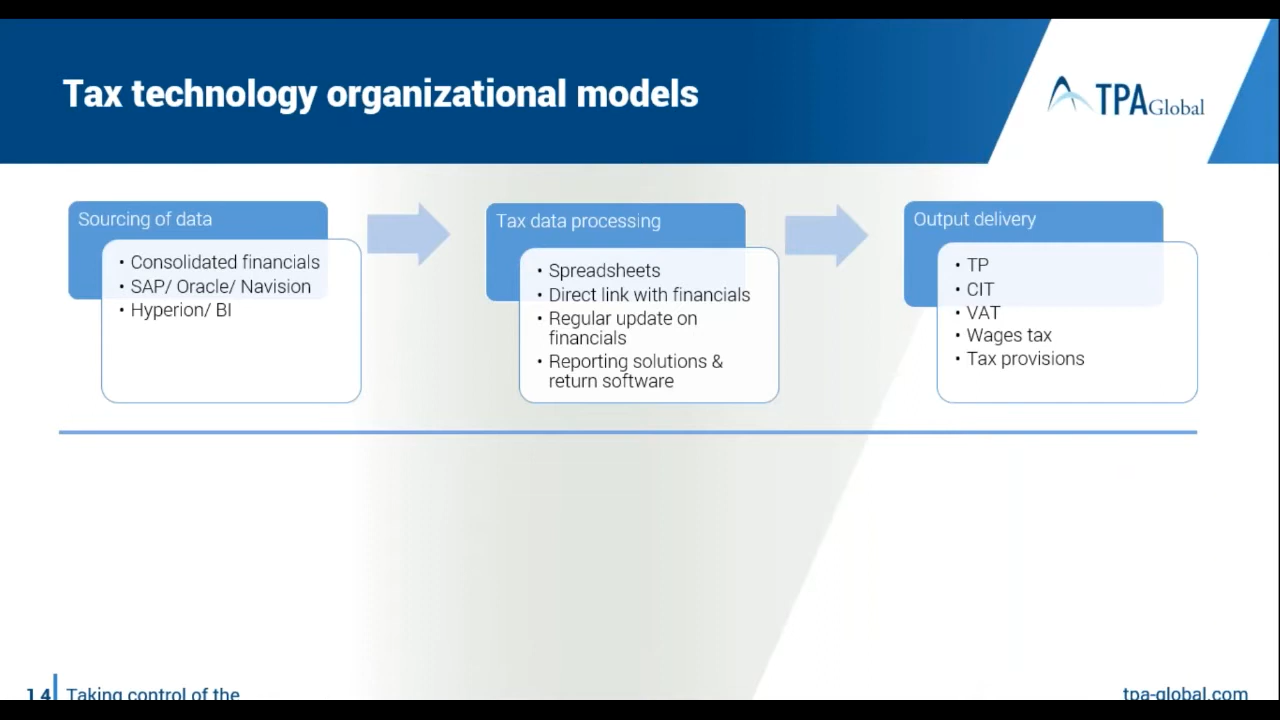 Tax technology organizational models
TPA Global
Sourcing of data
• Consolidated financials
• SAP/ Oracle/ Navision
• Hyperion/ BI
Tax data processing
• Spreadsheets
• Direct link with financials
• Regular update on
financials
• Reporting solutions &
return software
Output delivery
• TP
• CIT
• VAT
• Wages tax
• Tax provisions
14 Taking control of the
tpa-global.com